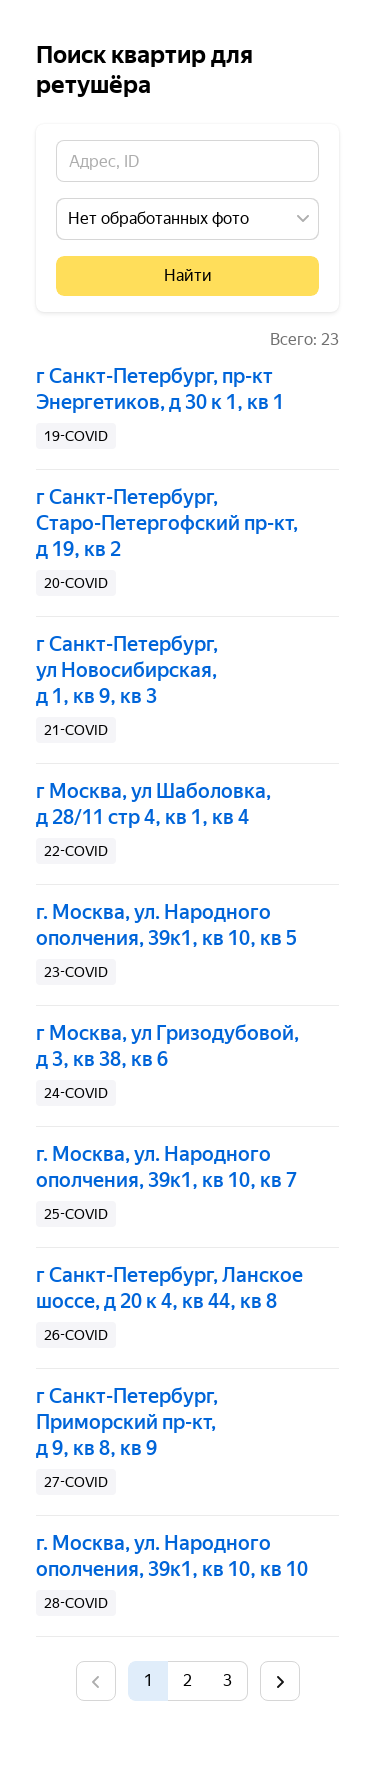 Поиск квартир для
ретушёра
Адрес, ID
Нет обработанных фото
Найти
Всего: 23
г Санкт-Петербург, пр-кт
Энергетиков, д 30 к 1, кв 1
19-COVID
г Санкт-Петербург,
Старо-Петергофский пр-кт,
д 19, кв 2
20-COVID
г Санкт-Петербург,
ул Новосибирская,
д 1, кв 9, кв 3
21-COVID
г Москва, ул Шаболовка,
д 28/11 стр 4, кв 1, кв 4
22-COVID
г. Москва, ул. Народного
ополчения, 39к1, кв 10, кв 5
23-COVID
г Москва, ул Гризодубовой,
д 3, кв 38, кв 6
24-COVID
г. Москва, ул. Народного
ополчения, 39к1, кв 10, кв 7
25-COVID
г Санкт-Петербург, Ланское
шоссе, д 20 к 4, кв 44, кв 8
26-COVID
г Санкт-Петербург,
Приморский пр-кт,
д 9, кв 8, кв 9
27-COVID
г. Москва, ул. Народного
ополчения, 39к1, кв 10, кв 10
28-COVID
1 2 3